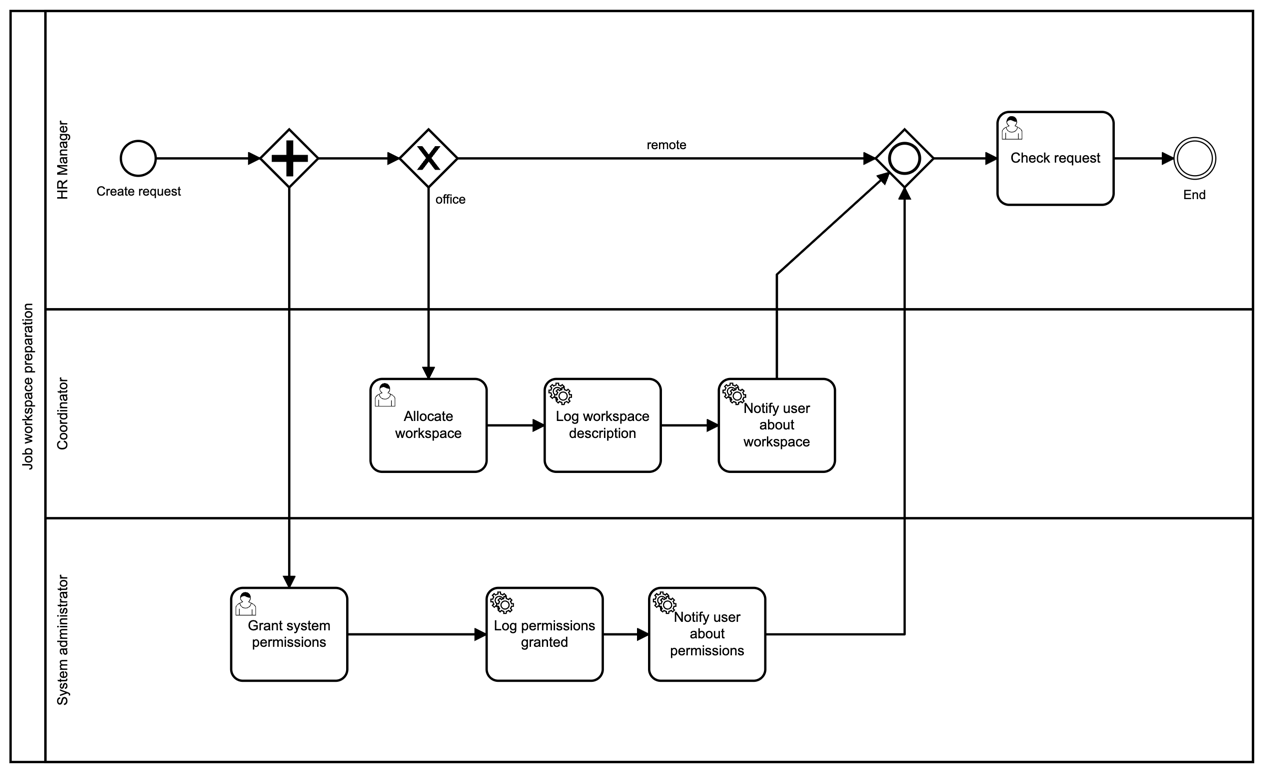 Job workspace preparation
HR Manager
Create request
remote
office
Check request
End
Coordinator
Allocate
workspace
Log workspace
description
Notify user
about
workspace
System administrator
Grant system
permissions
Log permissions
granted
Notify user
about
permissions